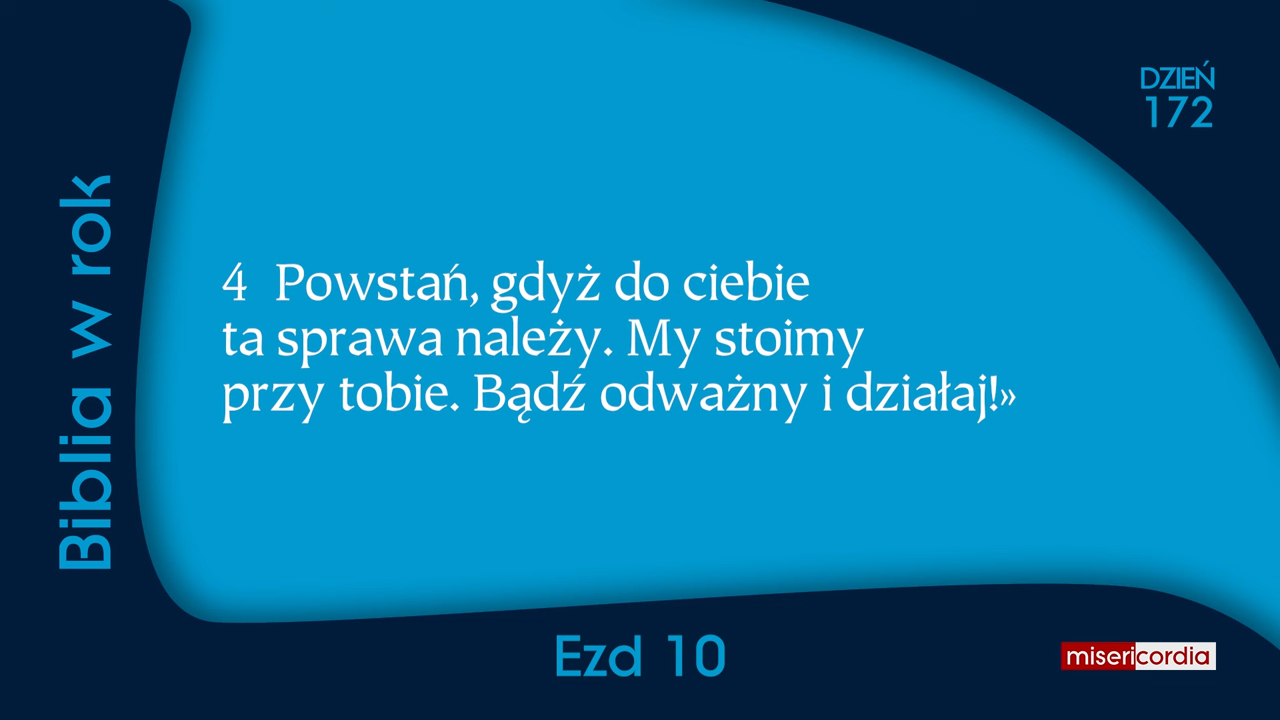 DZIEŃ
172
Biblia w rok
4 Powstań, gdyż do ciebie
ta sprawa należy. My stoimy
przy tobie. Bądź odważny i działaj!»
Ezd 10
misericordia